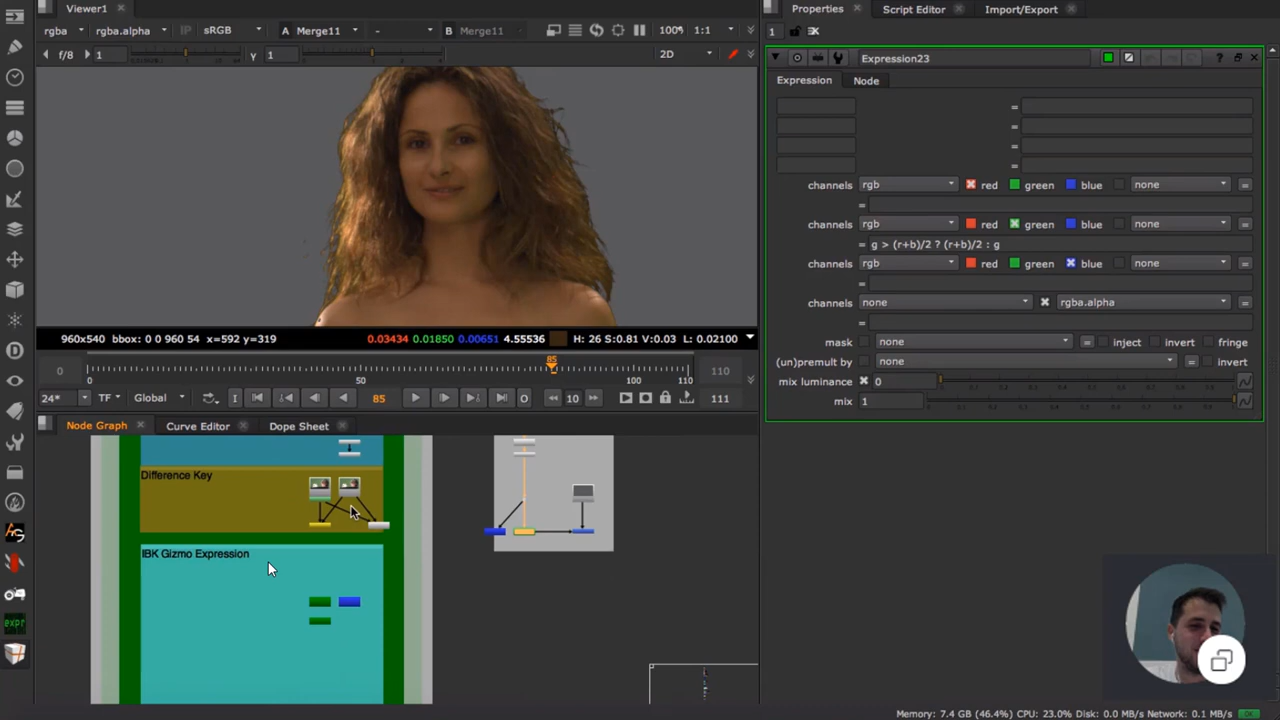 Viewer1
Properties
Script Editor
Import/Export
rgba
rgba.alpha
IP
sRGB
A Merge11
-
B Merge11
100%
1:1
1
f/8
1
Y
1
2D
Expression23
Expression
Node
=
=
=
=
channels rgb red green blue none =
=
channels rgb red green blue none =
= g > (r+b)/2 ? (r+b)/2 : g
channels rgb red green blue none =
=
channels none rgba.alpha =
=
mask none = inject invert fringe
(un)premult by none = invert
mix luminance 0
mix 1
960x540 bbox: 0 0 960 54 x=592 y=319
0.03434 0.01850 0.00651 4.55536
H: 26 S:0.81 V:0.03 L: 0.02100
85
0
0 50 100 110
110
24* TF Global
I
85
O
10
111
Node Graph
Curve Editor
Dope Sheet
Difference Key
IBK Gizmo Expression
expr
Memory: 7.4 GB (46.4%) CPU: 23.0% Disk: 0.0 MB/s Network: 0.1 MB/s